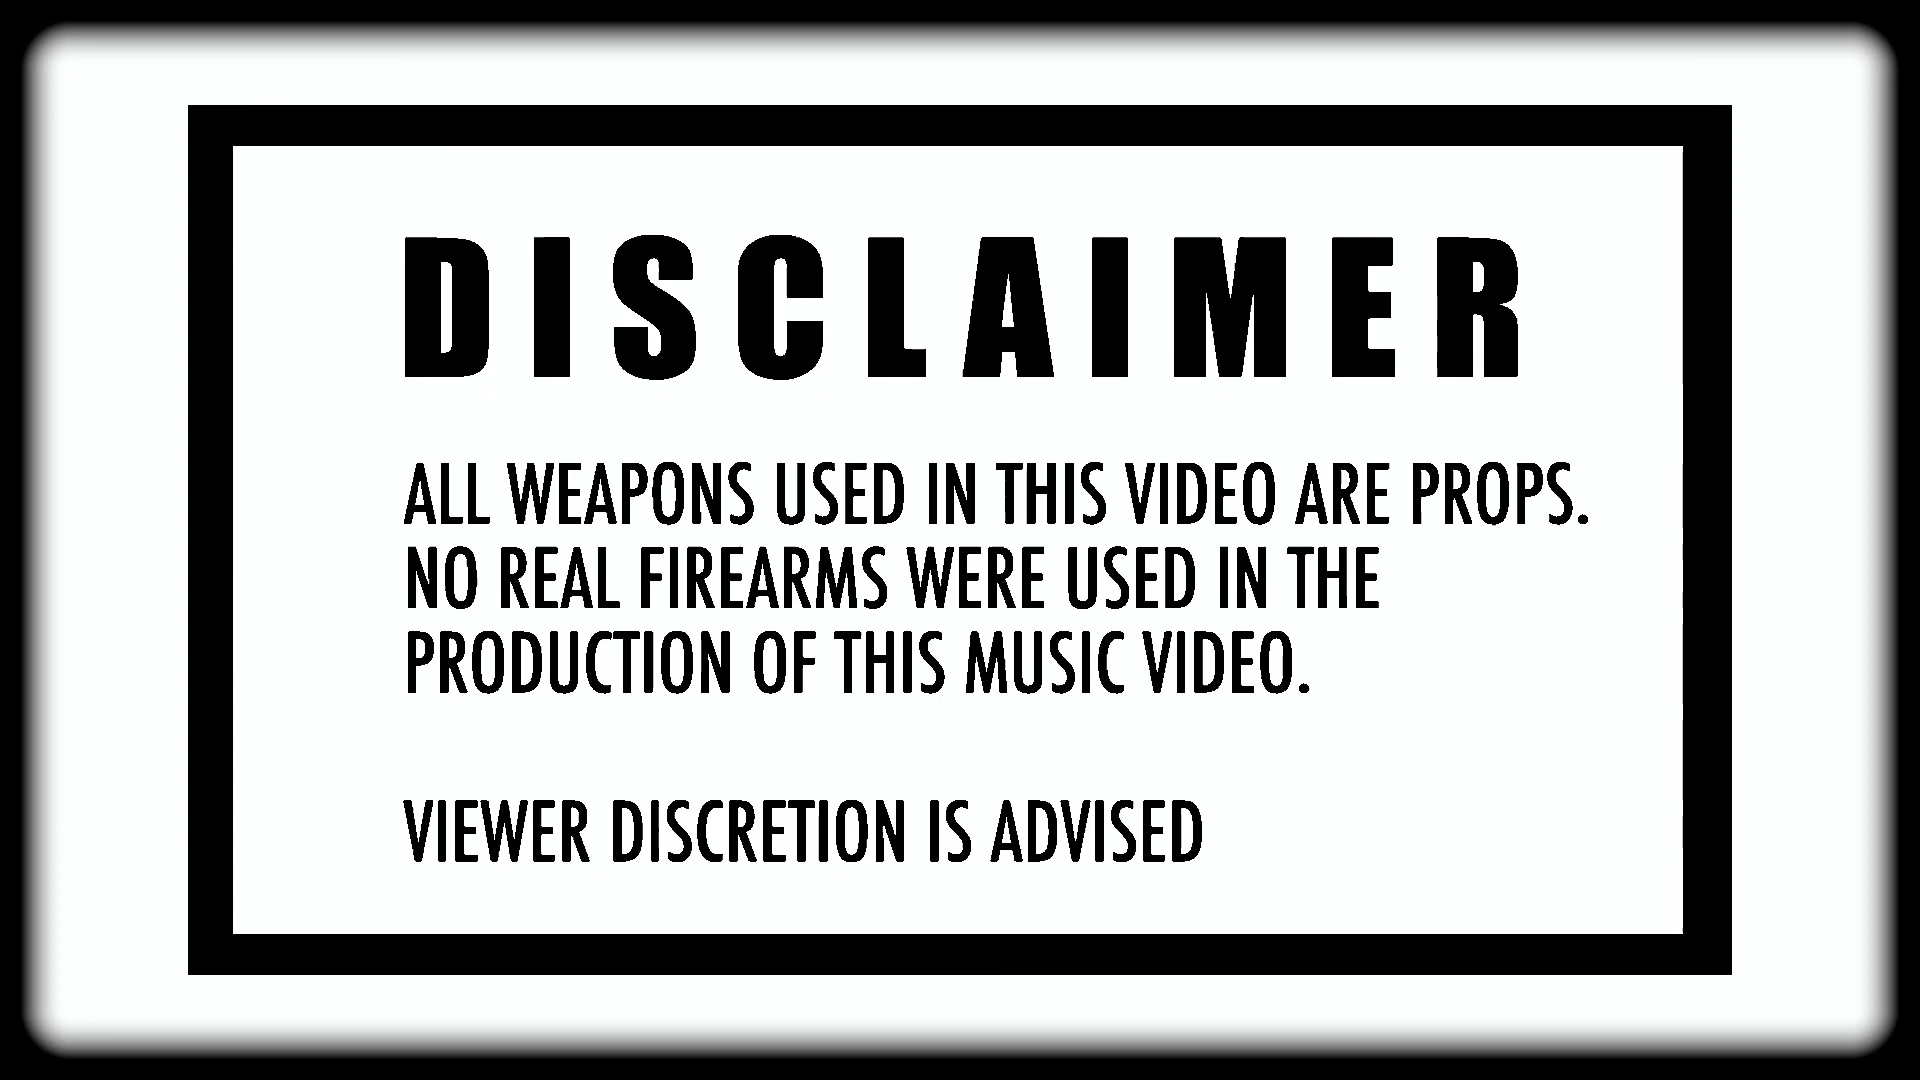 DISCLAIMER
ALL WEAPONS USED IN THIS VIDEO ARE PROPS.
NO REAL FIREARMS WERE USED IN THE
PRODUCTION OF THIS MUSIC VIDEO.
VIEWER DISCRETION IS ADVISED